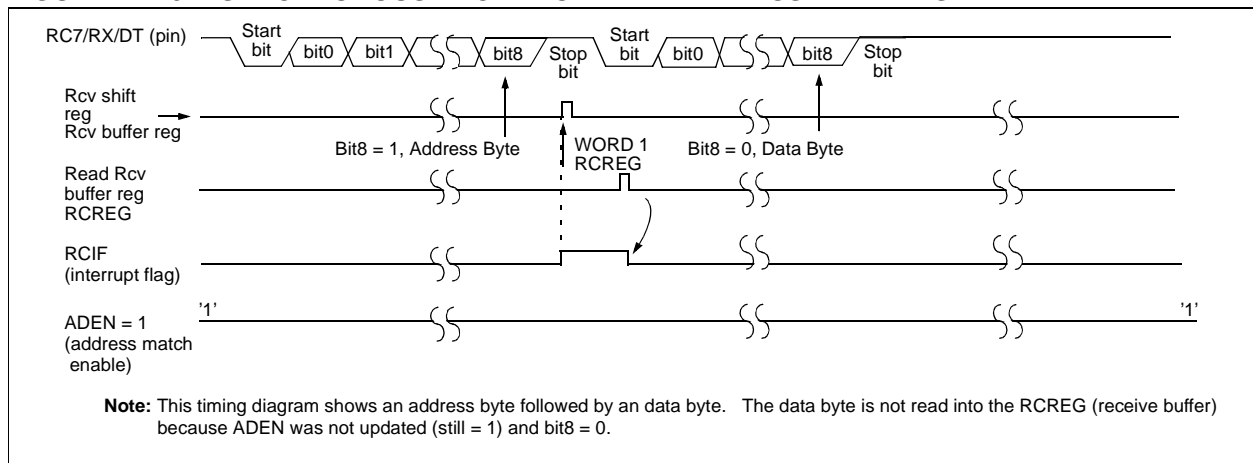 RC7/RX/DT (pin)
Start
bit
bit0
bit1
bit8
Stop
bit
Start
bit
bit0
bit8
Stop
bit
Rcv shift
reg
Rcv buffer reg
Bit8 = 1, Address Byte
WORD 1
RCREG
Bit8 = 0, Data Byte
Read Rcv
buffer reg
RCREG
RCIF
(interrupt flag)
'1'
'1'
ADEN = 1
(address match
enable)
Note: This timing diagram shows an address byte followed by an data byte. The data byte is not read into the RCREG (receive buffer)
because ADEN was not updated (still = 1) and bit8 = 0.